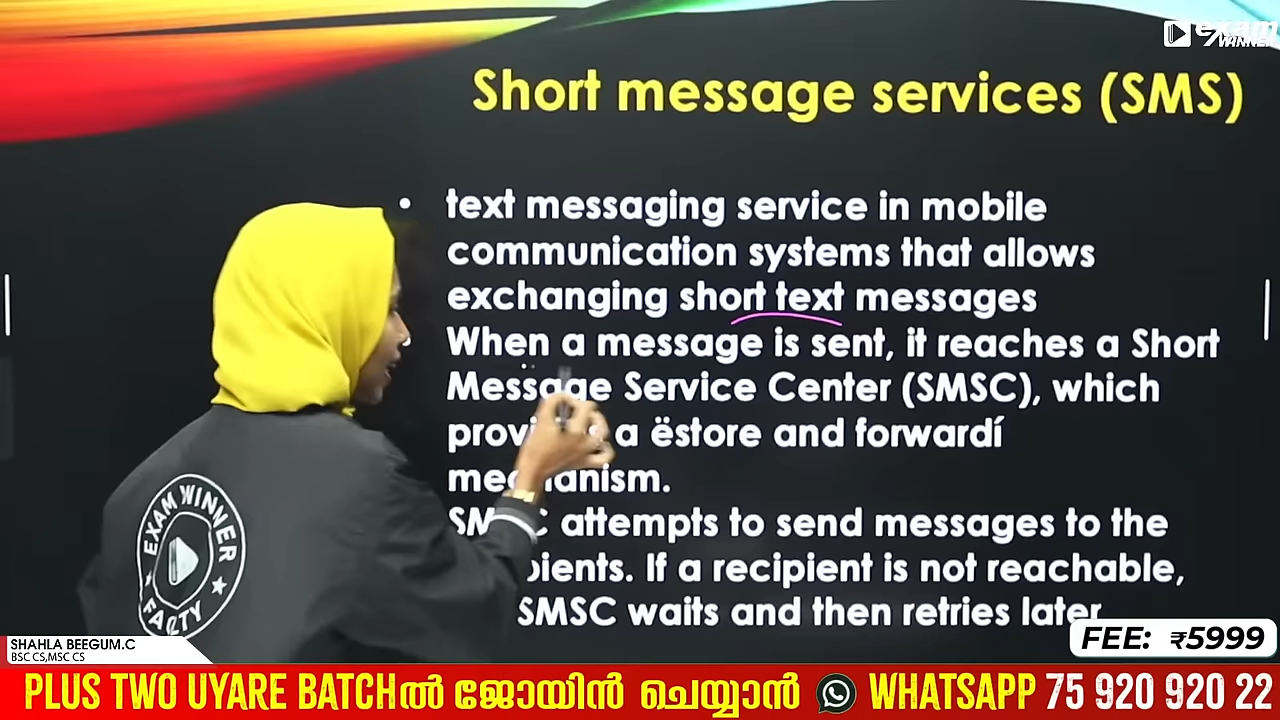 exam
WINNER
Short message services (SMS)
• text messaging service in mobile
communication systems that allows
exchanging short text messages
When a message is sent, it reaches a Short
Message Service Center (SMSC), which
a ëstore and forwardí
SMSC attempts to send messages to the
If a recipient is not reachable,
SMSC waits and then retries later
EXAM WINNER
FEE: ₹5999
SHAHLA BEEGUM.C
BSC CS,MSC CS
PLUS TWO UYARE BATCHൽ ജോയിൻ ചെയ്യാൻ WHATSAPP 75 920 920 22